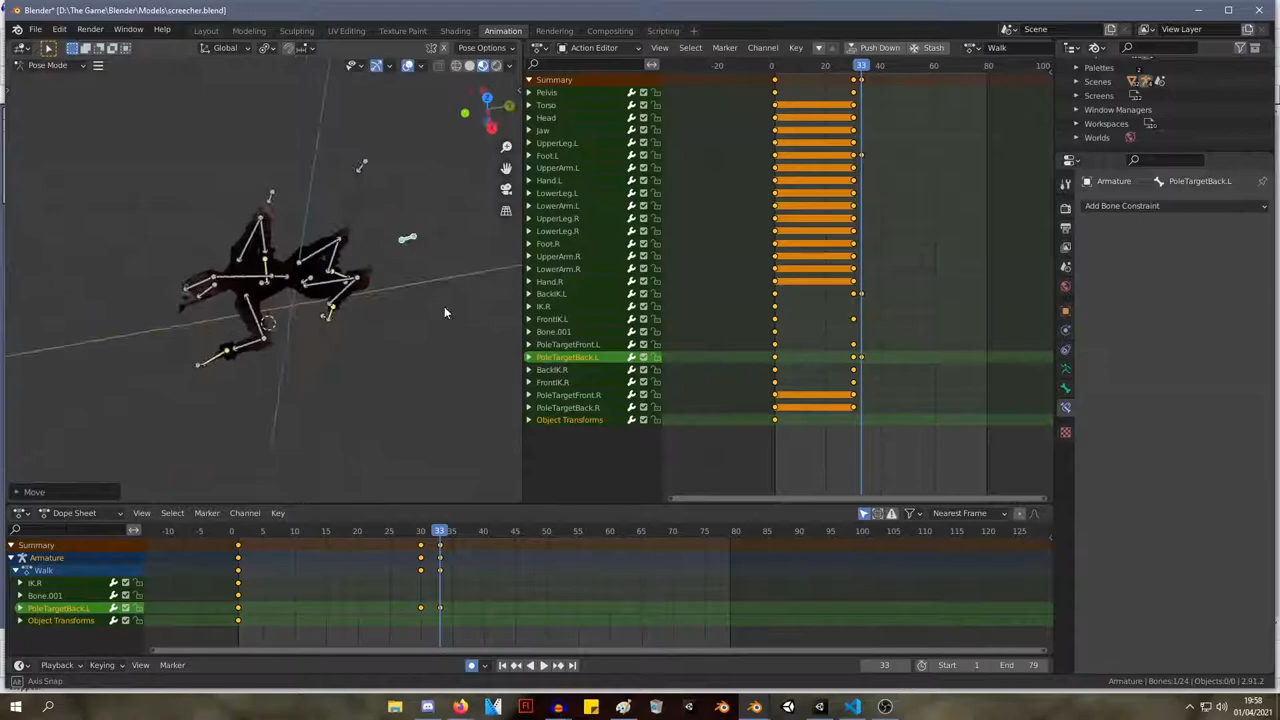 Blender* [D:\The Game\Blender\Models\screecher.blend]
File Edit Render Window Help Layout Modeling Sculpting UV Editing Texture Paint Shading Animation Rendering Compositing Scripting Scene View Layer
Global Pose Options Action Editor View Select Marker Channel Key Push Down Stash Walk
Pose Mode -20 0 20 33 40 60 80 100
Palettes 2
Summary Scenes
Pelvis Screens
Torso Window Managers
Head Workspaces
Jaw Worlds
UpperLeg.L
Foot.L
UpperArm.L
Hand.L Armature PoleTargetBack.L
LowerLeg.L
LowerArm.L Add Bone Constraint
UpperLeg.R
LowerLeg.R
Foot.R
UpperArm.R
LowerArm.R
Hand.R
BackIK.L
IK.R
FrontIK.L
Bone.001
PoleTargetFront.L
PoleTargetBack.L
BackIK.R
FrontIK.R
PoleTargetFront.R
PoleTargetBack.R
Object Transforms
Move
Dope Sheet View Select Marker Channel Key Nearest Frame
-10 -5 0 5 10 15 20 25 30 33 35 40 45 50 55 60 65 70 75 80 85 90 95 100 105 110 115 120 125
Summary
Armature
Walk
IK.R
Bone.001
PoleTargetBack.L
Object Transforms
Playback Keying View Marker 33 Start 1 End 79
Axis Snap Armature | Bones:1/24 | Objects:0/0 | 2.91.2
19:58
01/04/2021